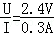 U/I = 2.4V/0.3A